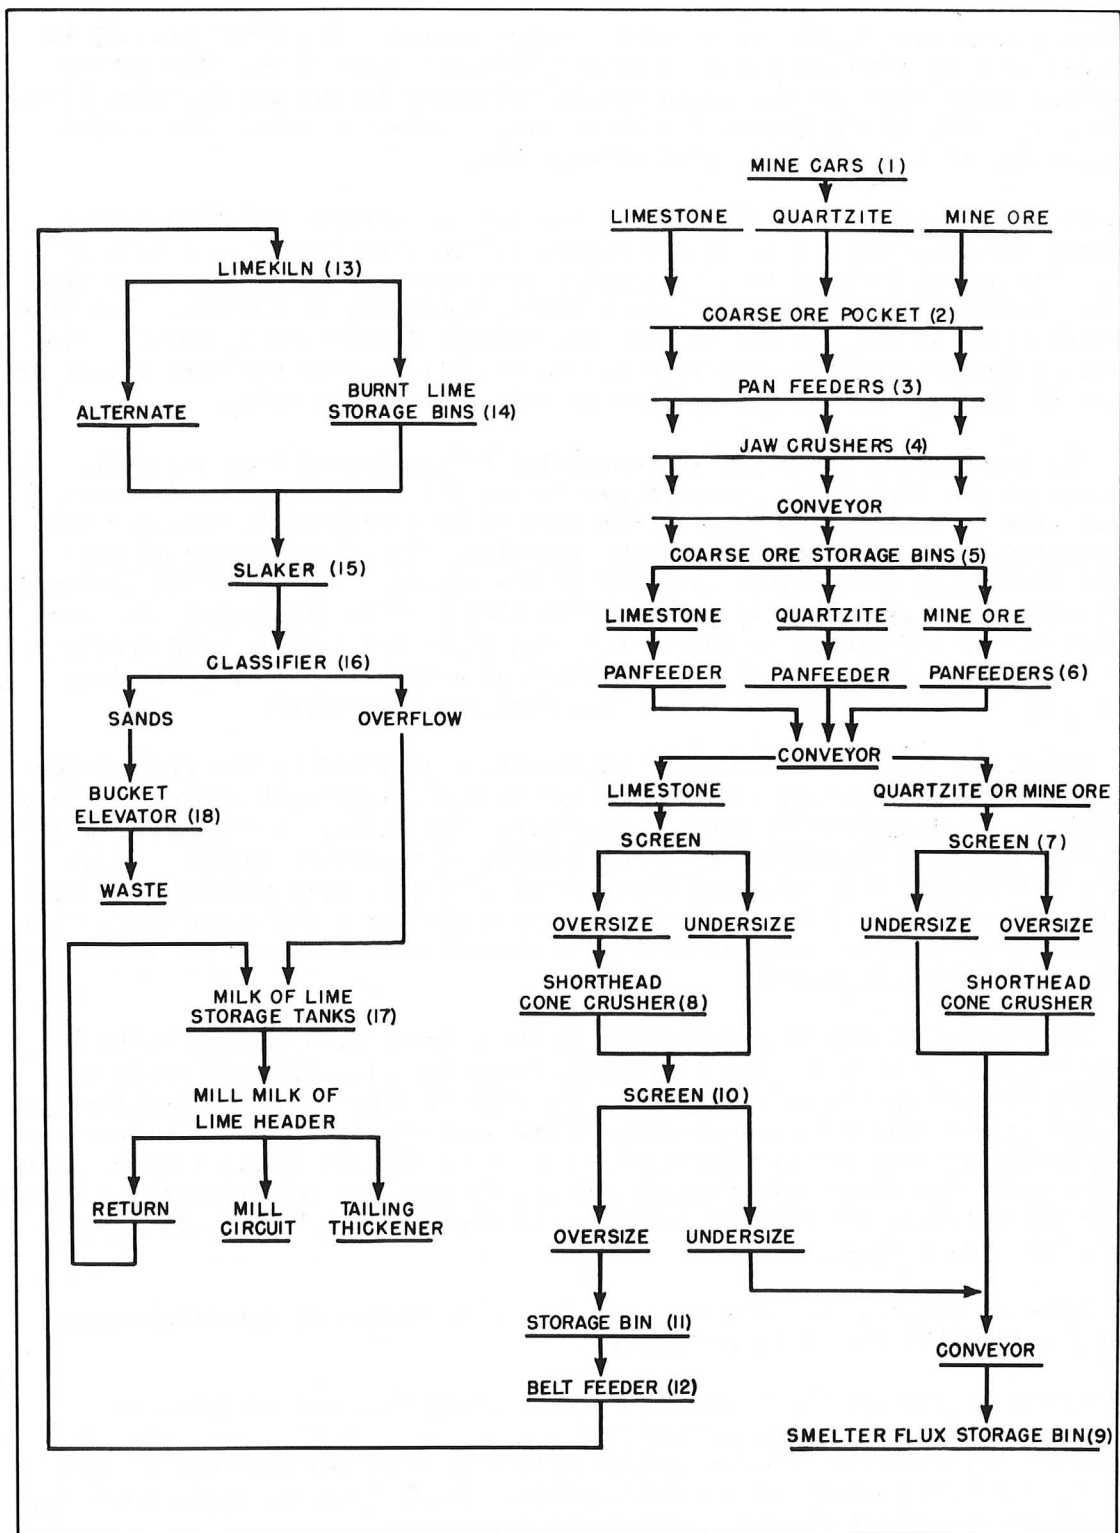 MINE CARS (1)
LIMESTONE QUARTZITE MINE ORE
COARSE ORE POCKET (2)
PAN FEEDERS (3)
JAW CRUSHERS (4)
CONVEYOR
COARSE ORE STORAGE BINS (5)
LIMESTONE QUARTZITE MINE ORE
PANFEEDER PANFEEDER PANFEEDERS (6)
CONVEYOR
LIMESTONE QUARTZITE OR MINE ORE
SCREEN SCREEN (7)
OVERSIZE UNDERSIZE UNDERSIZE OVERSIZE
SHORTHEAD
CONE CRUSHER (8)
SHORTHEAD
CONE CRUSHER
SCREEN (10)
OVERSIZE UNDERSIZE
STORAGE BIN (11)
BELT FEEDER (12)
CONVEYOR
SMELTER FLUX STORAGE BIN (9)
LIMEKILN (13)
ALTERNATE
BURNT LIME
STORAGE BINS (14)
SLAKER (15)
CLASSIFIER (16)
SANDS OVERFLOW
BUCKET
ELEVATOR (18)
WASTE
MILK OF LIME
STORAGE TANKS (17)
MILL MILK OF
LIME HEADER
RETURN
MILL
CIRCUIT
TAILING
THICKENER